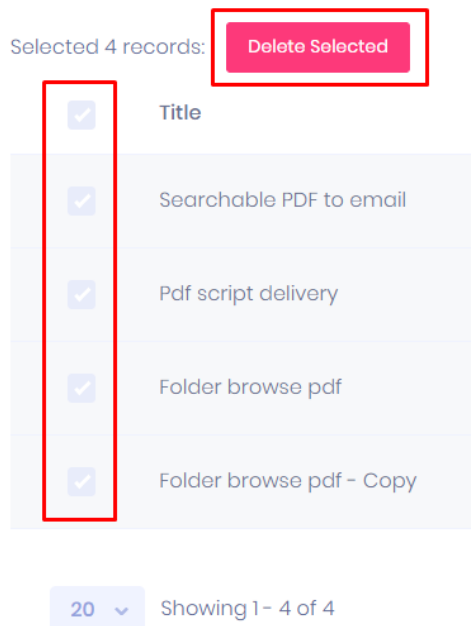 Selected 4 records: Delete Selected
Title
Searchable PDF to email
Pdf script delivery
Folder browse pdf
Folder browse pdf - Copy
20 Showing 1 - 4 of 4